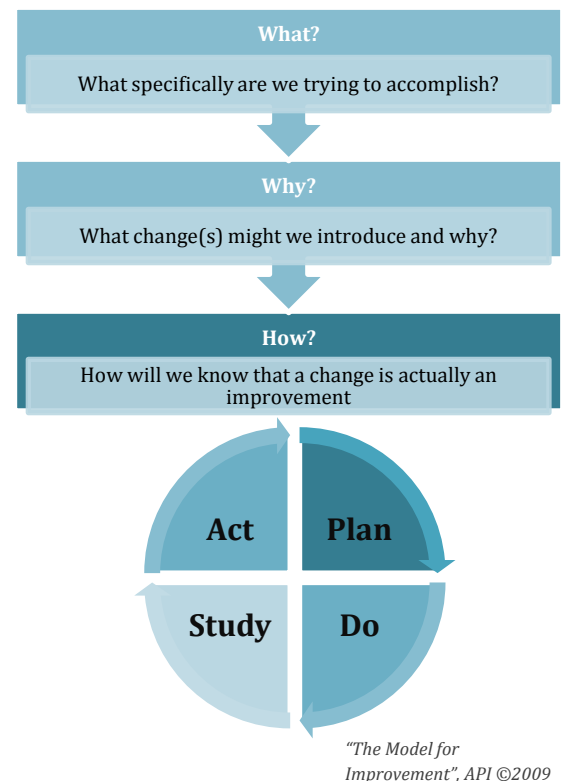 What?
What specifically are we trying to accomplish?
Why?
What change(s) might we introduce and why?
How?
How will we know that a change is actually an
improvement
Act
Plan
Study
Do
“The Model for
Improvement”, API ©2009